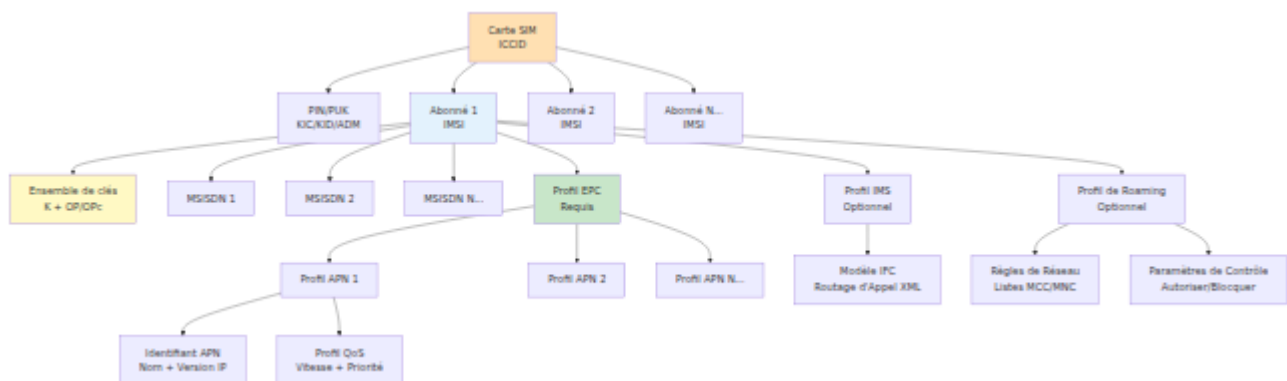 Carte SIM
ICCID
PIN/PUK
KIC/KID/ADM
Abonné 1
IMSI
Abonné 2
IMSI
Abonné N...
IMSI
Ensemble de clés
K + OP/OPc
MSISDN 1
MSISDN 2
MSISDN N...
Profil EPC
Requis
Profil IMS
Optionnel
Profil de Roaming
Optionnel
Profil APN 1
Profil APN 2
Profil APN N...
Modèle IFC
Routage d'Appel XML
Règles de Réseau
Listes MCC/MNC
Paramètres de Contrôle
Autoriser/Blocquer
Identifiant APN
Nom + Version IP
Profil QoS
Vitesse + Priorité